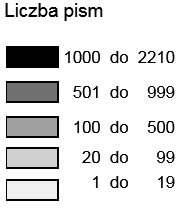 Liczba pism
1000 do 2210
501 do 999
100 do 500
20 do 99
1 do 19